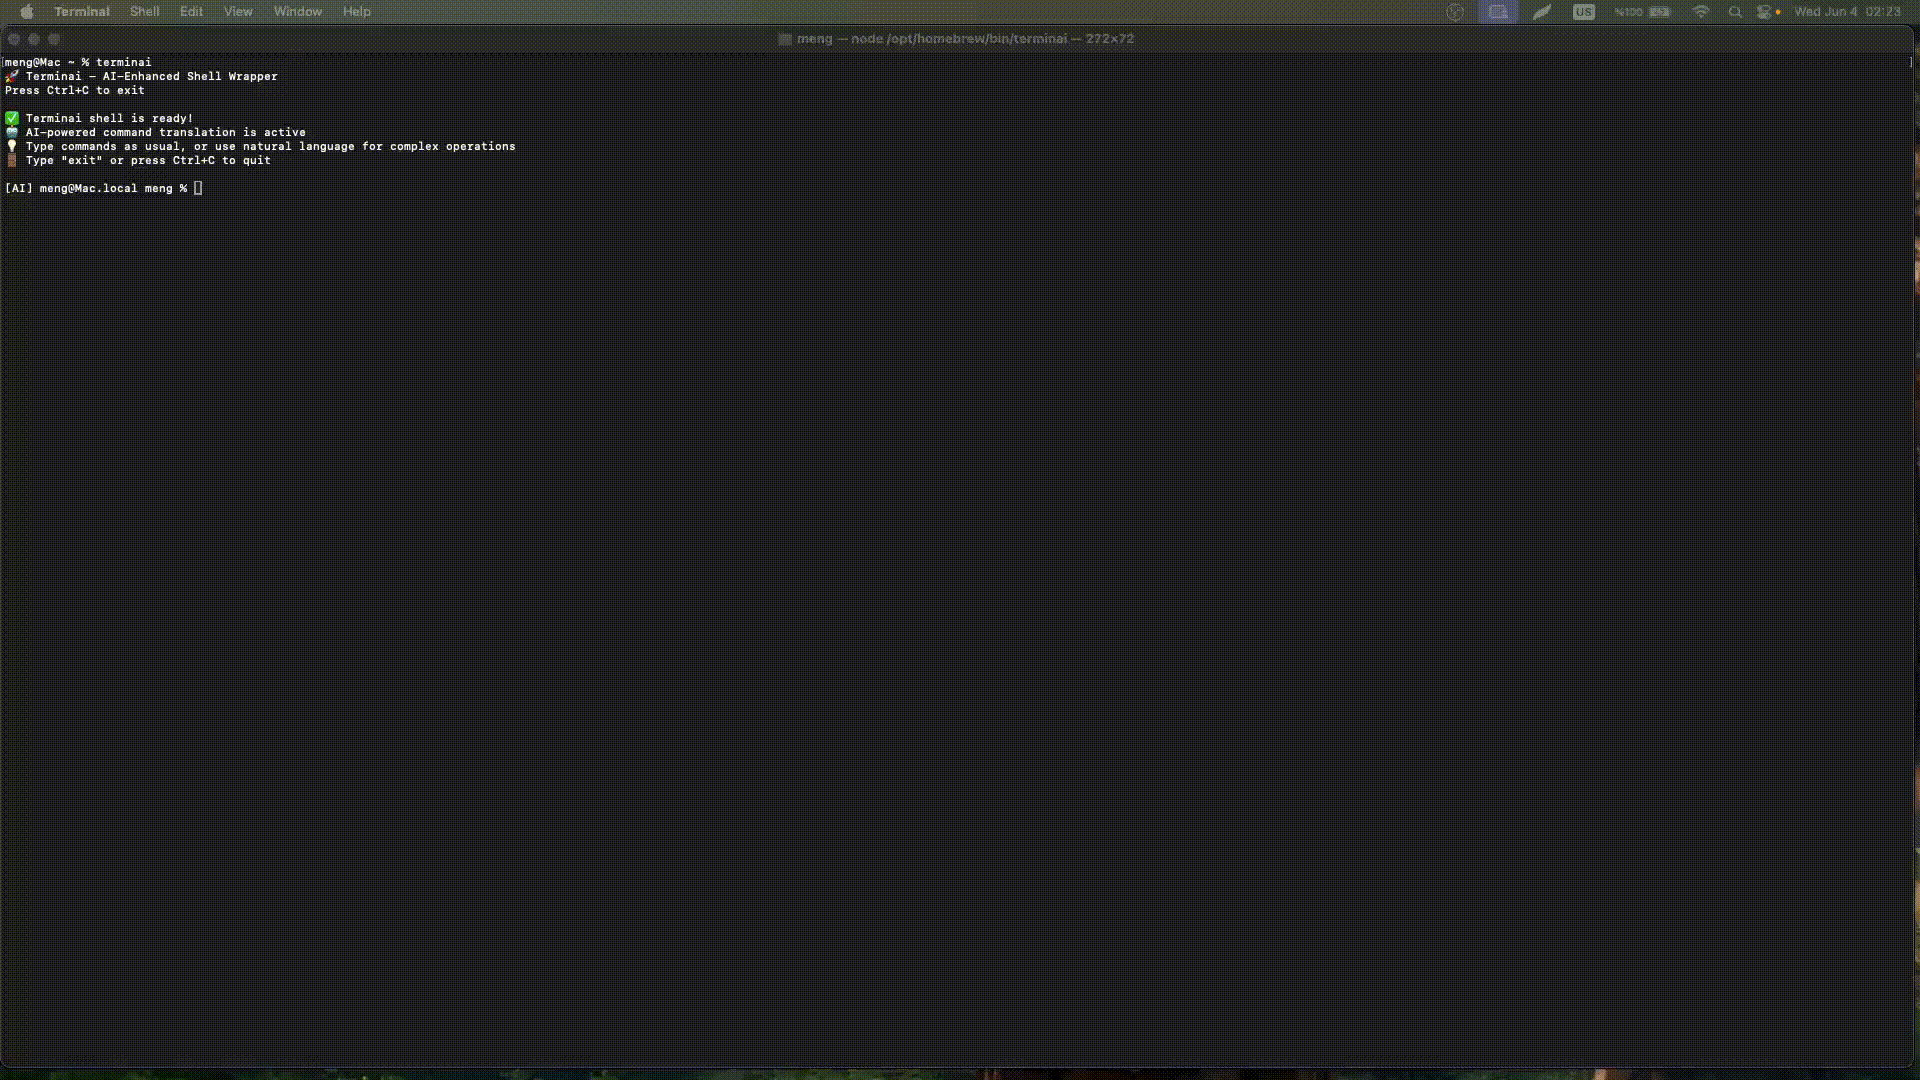 Terminal Shell Edit View Window Help US %100 Wed Jun 4 02:23
meng — node /opt/homebrew/bin/terminai — 272×72
meng@Mac ~ % terminai
Terminai - AI-Enhanced Shell Wrapper
Press Ctrl+C to exit
Terminai shell is ready!
AI-powered command translation is active
Type commands as usual, or use natural language for complex operations
Type "exit" or press Ctrl+C to quit
[AI] meng@Mac.local meng %